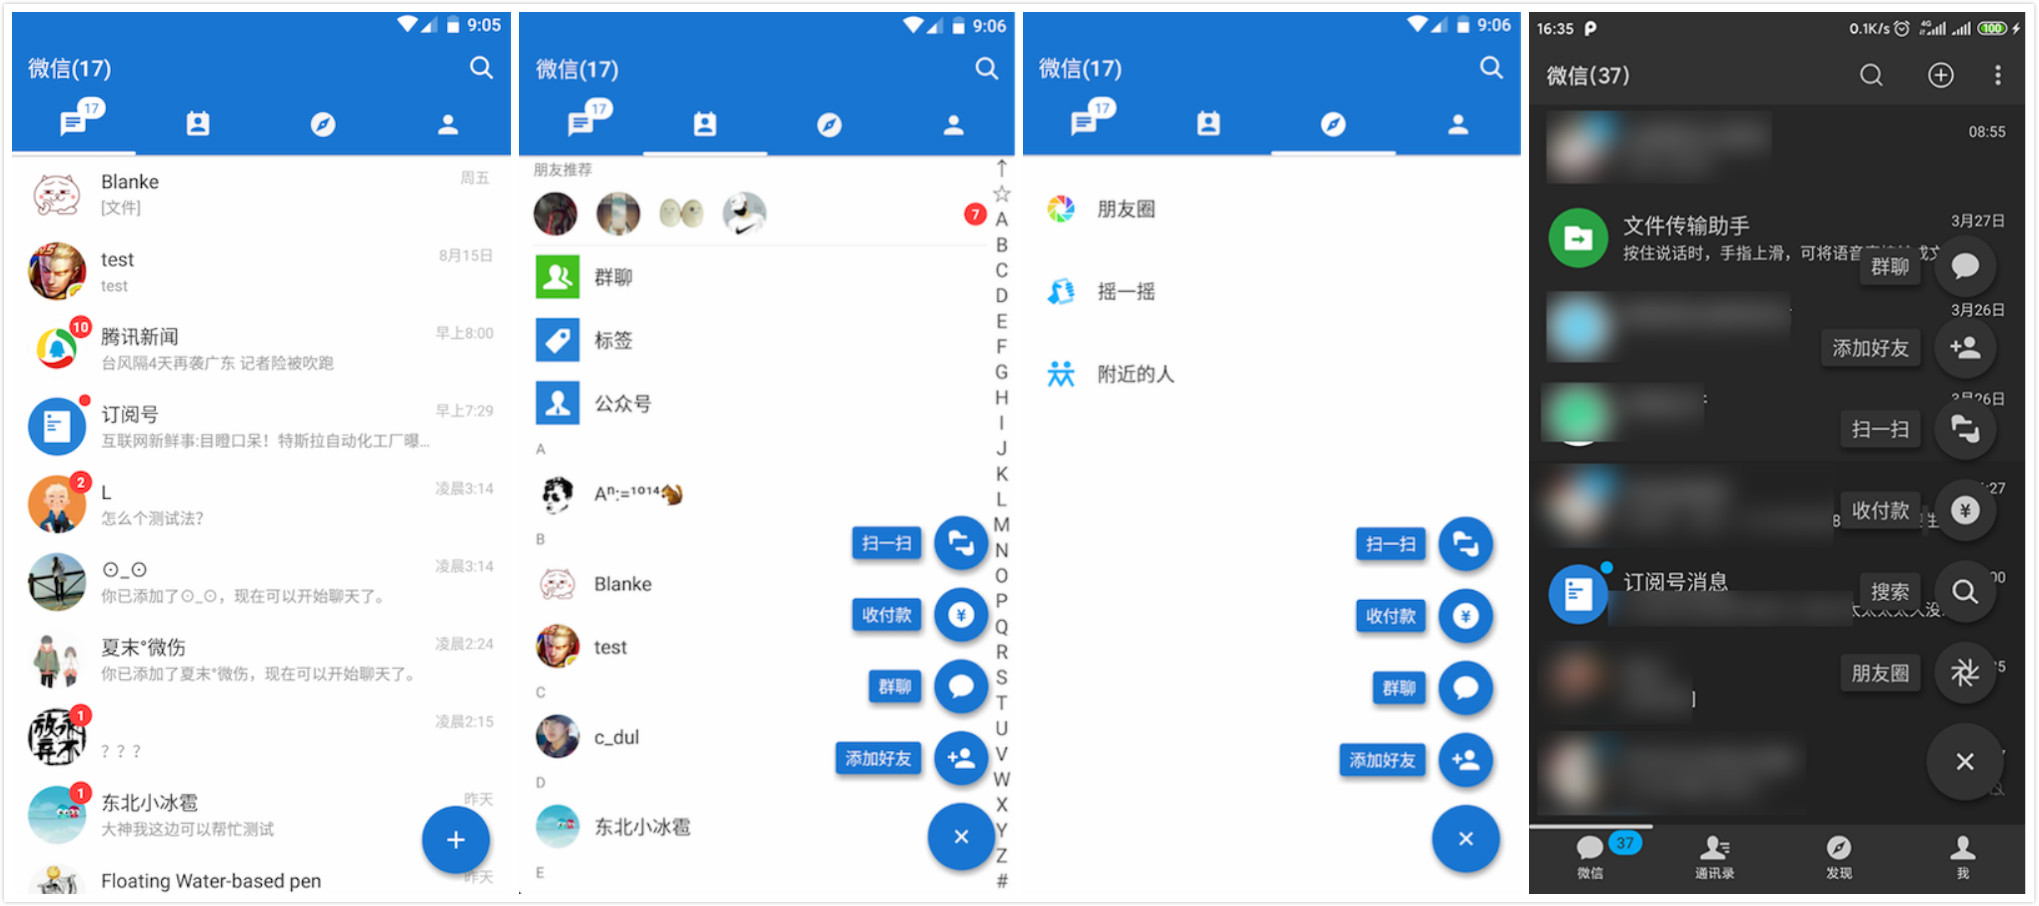 9:05
微信(17)
17
Blanke
周五
[文件]
test
8月15日
test
10
腾讯新闻
早上8:00
台风隔4天再袭广东 记者险被吹跑
订阅号
早上7:29
互联网新鲜事:目瞪口呆！特斯拉自动化工厂曝...
2
L
凌晨3:14
怎么个测试法?
⊙_⊙
凌晨3:14
你已添加了⊙_⊙，现在可以开始聊天了。
夏末°微伤
凌晨2:24
你已添加了夏末°微伤，现在可以开始聊天了。
1
凌晨2:15
? ? ?
1
东北小冰雹
昨天
大神我这边可以帮忙测试
Floating Water-based pen
昨天
9:06
微信(17)
17
朋友推荐
7
群聊
标签
公众号
A
Aⁿ:=¹⁰¹⁴🐿
B
Blanke
test
C
c_dul
D
东北小冰雹
E
扫一扫
收付款
群聊
添加好友
↑
☆
A
B
C
D
E
F
G
H
I
J
K
L
M
N
O
P
Q
R
S
T
U
V
W
X
Y
Z
#
9:06
微信(17)
17
朋友圈
摇一摇
附近的人
扫一扫
收付款
群聊
添加好友
16:35
0.1K/s
4G
100
微信(37)
08:55
文件传输助手
3月27日
按住说话时，手指上滑，可将语音
群聊
3月26日
添加好友
3月26日
扫一扫
:27
收付款
8
生
订阅号消息
00
搜索
太太太人没
朋友圈
5
]
37
微信
通讯录
发现
我